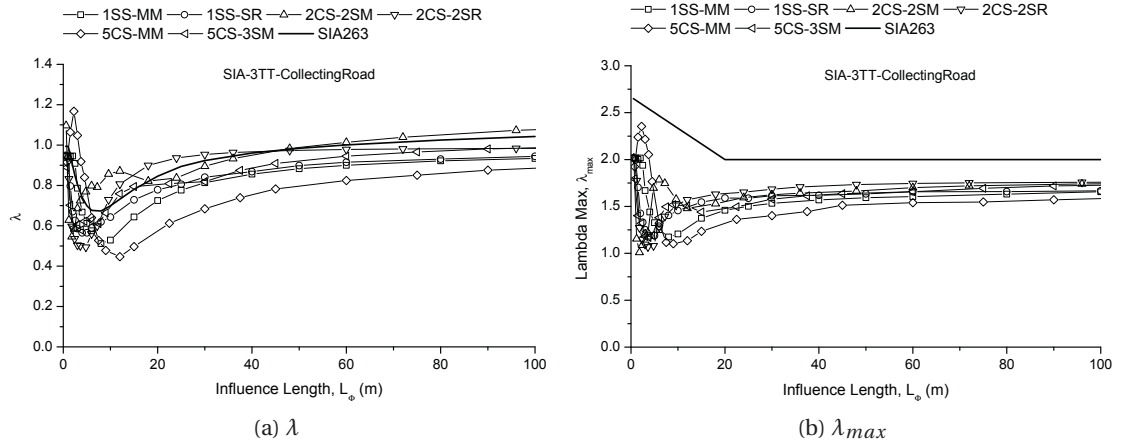 1SS-MM 1SS-SR 2CS-2SM 2CS-2SR
5CS-MM 5CS-3SM SIA263
SIA-3TT-CollectingRoad
1.4
1.2
1.0
0.8
0.6
0.4
0.2
0.0
λ
0 20 40 60 80 100
Influence Length, LΦ (m)
(a) λ
1SS-MM 1SS-SR 2CS-2SM 2CS-2SR
5CS-MM 5CS-3SM SIA263
SIA-3TT-CollectingRoad
3.0
2.5
2.0
1.5
1.0
0.5
0.0
Lambda Max, λmax
0 20 40 60 80 100
Influence Length, LΦ (m)
(b) λmax